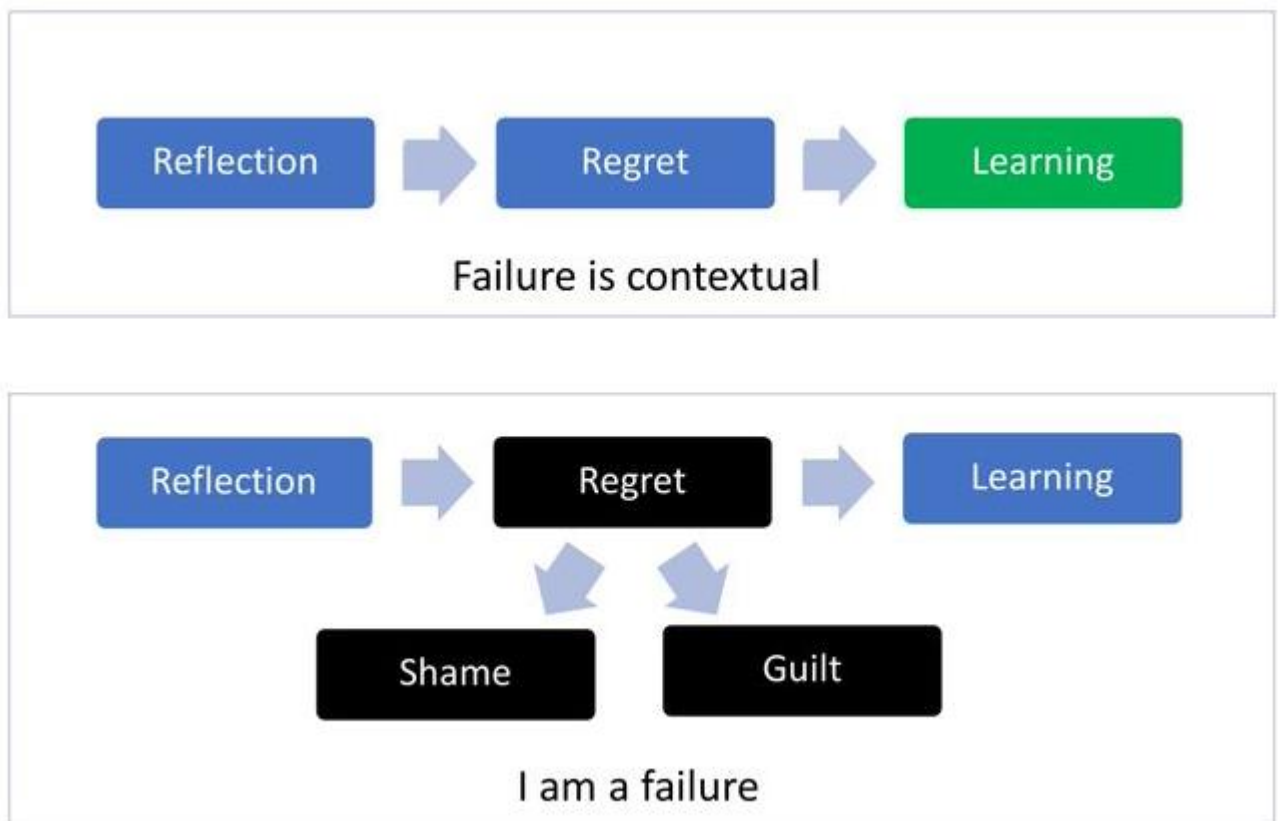 Reflection
Regret
Learning
Failure is contextual
Reflection
Regret
Learning
Shame
Guilt
I am a failure